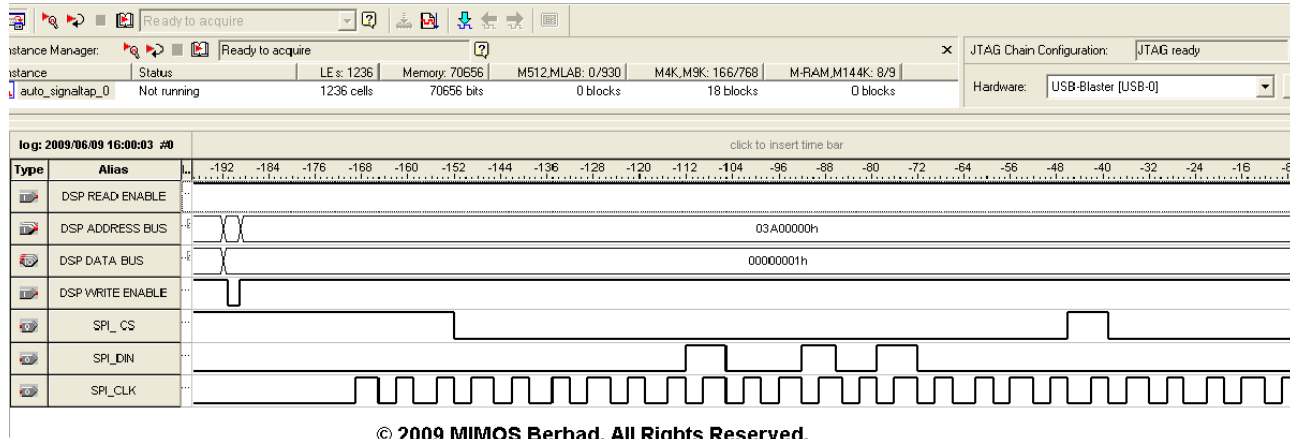 Ready to acquire
Instance Manager: Ready to acquire JTAG Chain Configuration: JTAG ready
Instance Status LEs: 1236 Memory: 70656 M512,MLAB: 0/930 M4K,M9K: 166/768 M-RAM,M144K: 8/9
auto_signaltap_0 Not running 1236 cells 70656 bits 0 blocks 18 blocks 0 blocks Hardware: USB-Blaster [USB-0]
log: 2009/06/09 16:00:03 #0 click to insert time bar
Type Alias -192 -184 -176 -168 -160 -152 -144 -136 -128 -120 -112 -104 -96 -88 -80 -72 -64 -56 -48 -40 -32 -24 -16 -8
DSP READ ENABLE
DSP ADDRESS BUS 03A00000h
DSP DATA BUS 00000001h
DSP WRITE ENABLE
SPI_ CS
SPI_DIN
SPI_CLK
© 2009 MIMOS Berhad. All Rights Reserved.